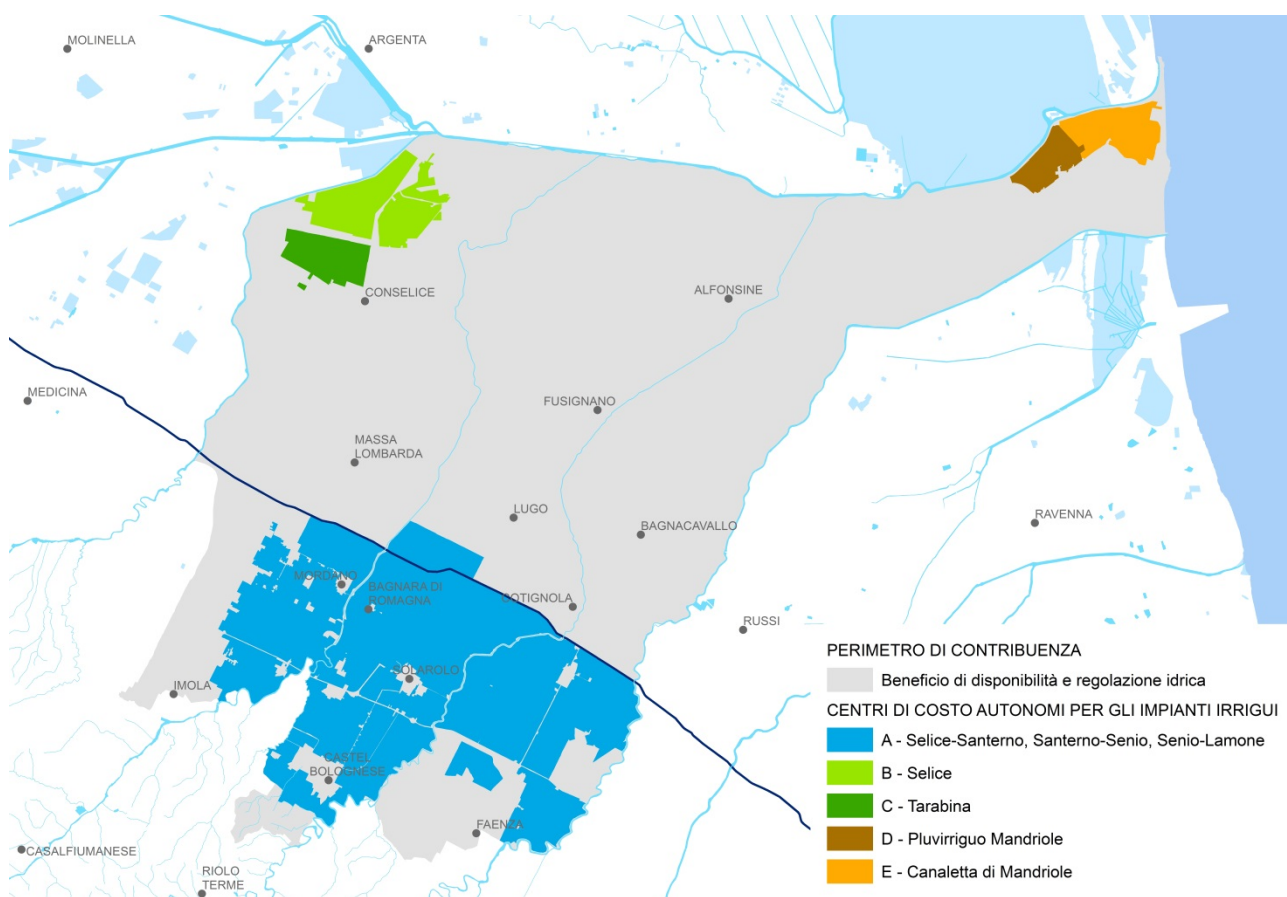 MOLINELLA
ARGENTA
CONSELICE
ALFONSINE
MEDICINA
FUSIGNANO
MASSA
LOMBARDA
LUGO
BAGNACAVALLO
RAVENNA
MORDANO
BAGNARA DI
ROMAGNA
COTIGNOLA
RUSSI
SOLAROLO
IMOLA
CASTEL
BOLOGNESE
FAENZA
CASALFIUMANESE
RIOLO
TERME
PERIMETRO DI CONTRIBUENZA
Beneficio di disponibilità e regolazione idrica
CENTRI DI COSTO AUTONOMI PER GLI IMPIANTI IRRIGUI
A - Selice-Santerno, Santerno-Senio, Senio-Lamone
B - Selice
C - Tarabina
D - Pluvirriguo Mandriole
E - Canaletta di Mandriole